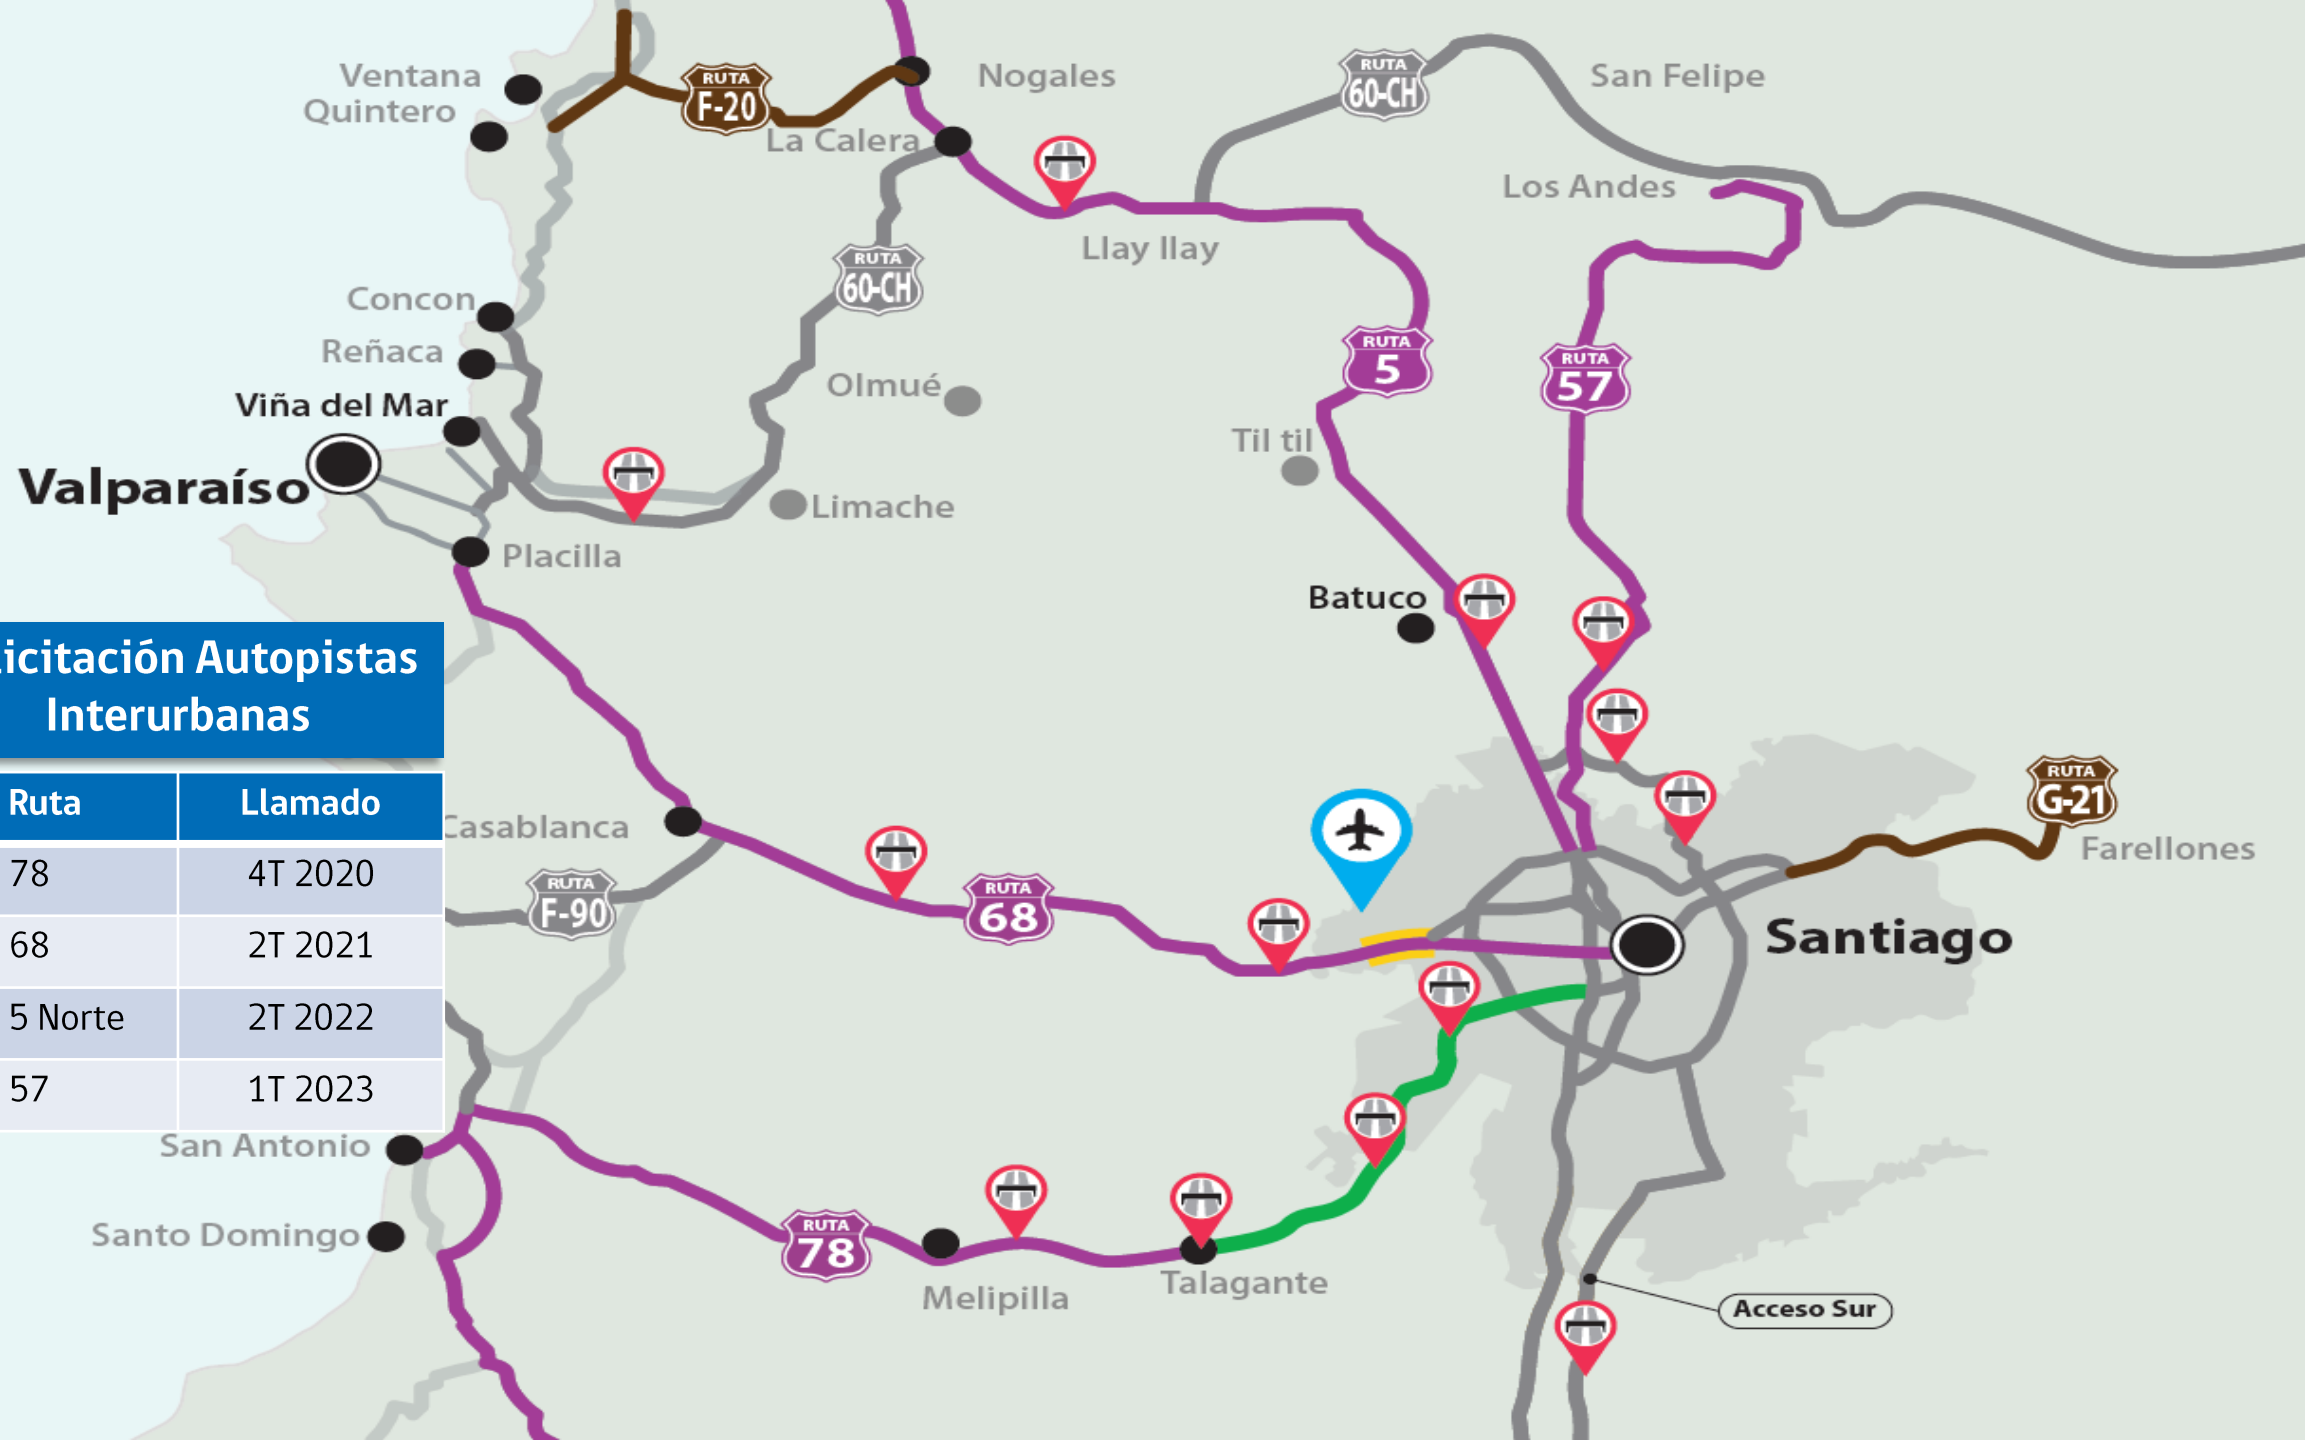 Ventana
Quintero
RUTA
F-20
Nogales
La Calera
RUTA
60-CH
San Felipe
Los Andes
Llay llay
RUTA
60-CH
Concon
Reñaca
Viña del Mar
Olmué
RUTA
5
RUTA
57
Til til
Valparaíso
Limache
Placilla
Batuco
icitación Autopistas
Interurbanas
Ruta Llamado
78 4T 2020
68 2T 2021
5 Norte 2T 2022
57 1T 2023
Casablanca
RUTA
F-90
RUTA
68
RUTA
G-21
Farellones
Santiago
San Antonio
Santo Domingo
RUTA
78
Melipilla
Talagante
Acceso Sur